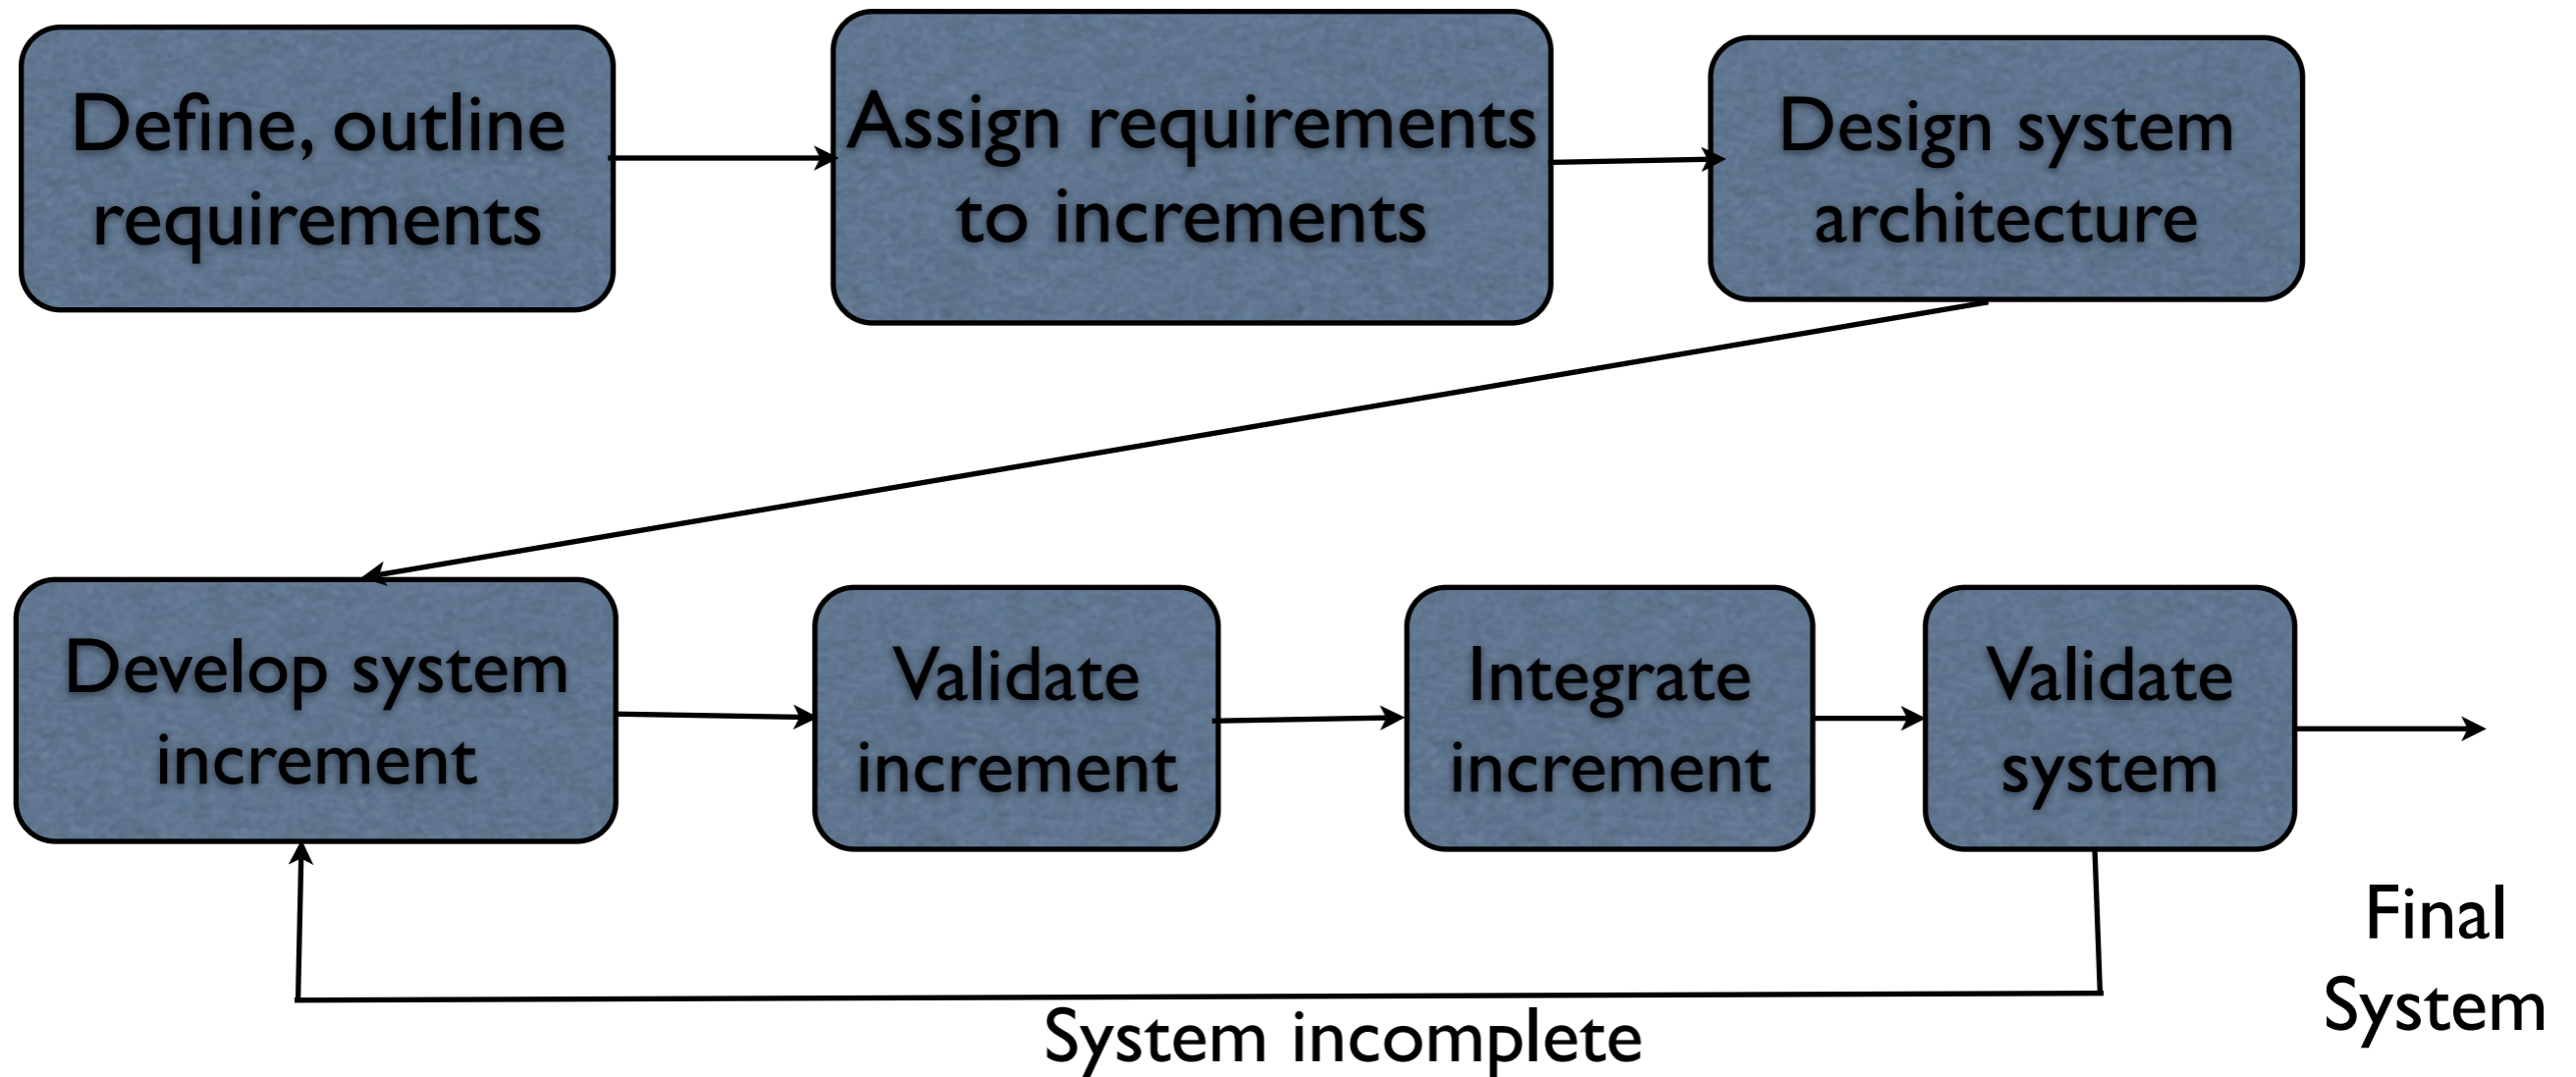 Define, outline
requirements
Assign requirements
to increments
Design system
architecture
Develop system
increment
Validate
increment
Integrate
increment
Validate
system
Final
System
System incomplete